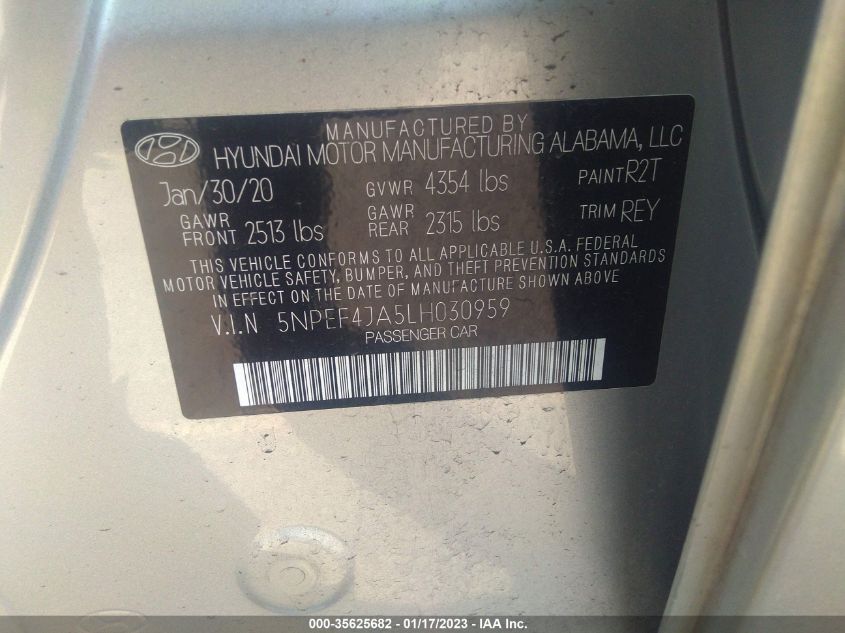 MANUFACTURED BY
HYUNDAI MOTOR MANUFACTURING ALABAMA, LLC
Jan/30/20 GVWR 4354 lbs PAINT R2T
GAWR FRONT 2513 lbs GAWR REAR 2315 lbs TRIM REY
THIS VEHICLE CONFORMS TO ALL APPLICABLE U.S.A. FEDERAL
MOTOR VEHICLE SAFETY, BUMPER, AND THEFT PREVENTION STANDARDS
IN EFFECT ON THE DATE OF MANUFACTURE SHOWN ABOVE
V.I.N 5NPEF4JA5LH030959
PASSENGER CAR
000-35625682 - 01/17/2023 - IAA Inc.